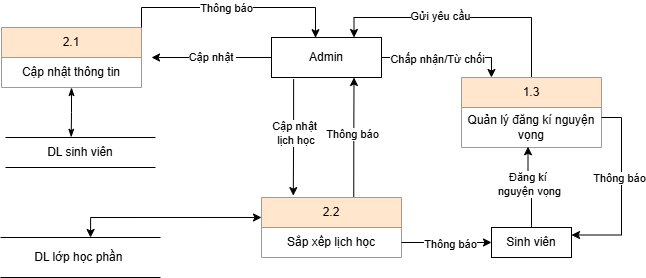 Thông báo
Gửi yêu cầu
2.1
Cập nhật thông tin
Cập nhật
Admin
Chấp nhận/Từ chối
1.3
Quản lý đăng kí nguyện
vọng
Cập nhật
lịch học
Thông báo
DL sinh viên
Đăng kí
nguyện vọng
Thông báo
2.2
Sắp xếp lịch học
Thông báo
Sinh viên
DL lớp học phần